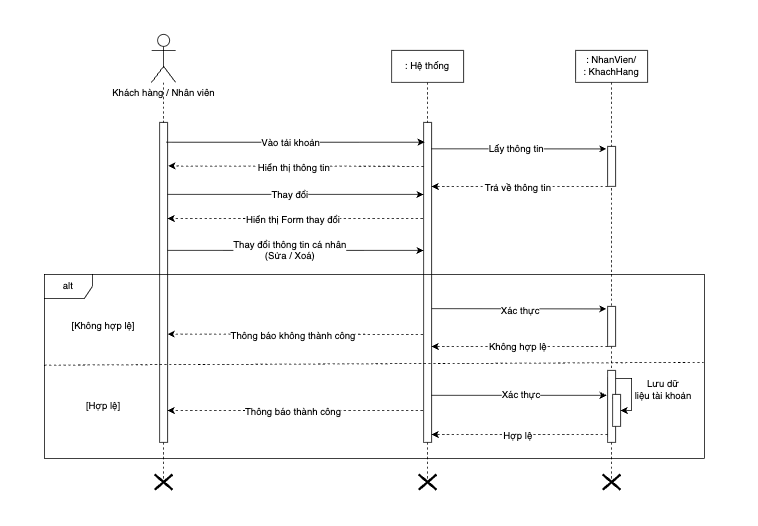 Khách hàng / Nhân viên
: Hệ thống
: NhanVien/
: KhachHang
Vào tài khoản
Lấy thông tin
Hiển thị thông tin
Trả về thông tin
Thay đổi
Hiển thị Form thay đổi
Thay đổi thông tin cá nhân
(Sửa / Xoá)
alt
[Không hợp lệ]
Xác thực
Thông báo không thành công
Không hợp lệ
[Hợp lệ]
Xác thực
Lưu dữ
liệu tài khoản
Thông báo thành công
Hợp lệ